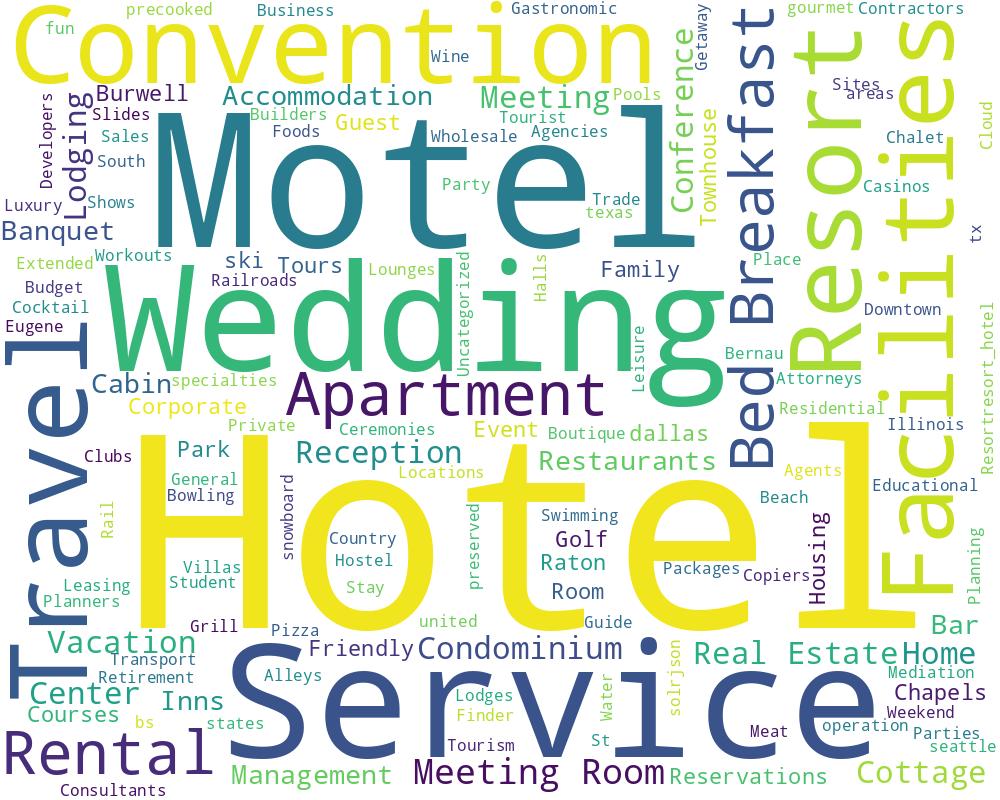 precooked
Business
Gastronomic
gourmet
Contractors
fun
Convention
Wine
Getaway
Burwell
Accommodation
Meeting
Pools
Conference
Bed Breakfast
Resort
Facilities
Sites
areas
Cloud
Developers
Lodging
Slides
Builders
Guest
Tourist
Sales
Foods
Wholesale
Agencies
Chalet
South
Motel
Party
Trade
texas
Townhouse
Casinos
Luxury
Shows
Banquet
tx
Extended
Workouts
ski
Tours
Lounges
Uncategorized
Halls
Family
Place
Budget
Railroads
Cocktail
Wedding
Downtown
Eugene
Leisure
Bernau
Resortresort_hotel
Travel
Cabin
specialties
Apartment
Attorneys
Corporate
Residential
Private
Ceremonies
Event
Boutique
dallas
Illinois
Clubs
Park
Reception
Restaurants
General
Locations
Agents
Educational
Bowling
Beach
Rail
snowboard
Hotel
preserved
Swimming
Country
Golf
Housing
Planning
Villas
Hostel
Raton
Packages
Copiers
Leasing
Student
Stay
Room
Planners
Grill
Pizza
united
Guide
Bar
Vacation
Friendly
Condominium
Real Estate
Home
Transport
Retirement
Alleys
Mediation
Center
Inns
Service
Lodges
Water
solrjson
Chapels
Courses
bs
states
Finder
Weekend
Rental
Tourism
St
Meat
operation
Parties
seattle
Management
Meeting Room
Reservations
Cottage
Consultants